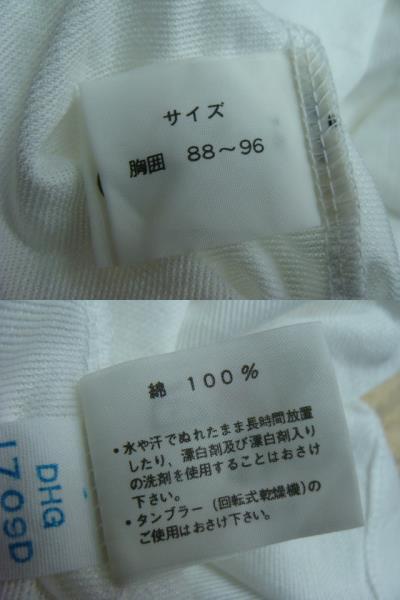 サイズ
胸囲 88～96
綿 100%
・水や汗でぬれたまま長時間放置
したり、漂白剤及び漂白剤入り
の洗剤を使用することはおさけ
下さい。
・タンブラー(回転式乾燥機)の
ご使用はおさけ下さい。
DHG
1709D